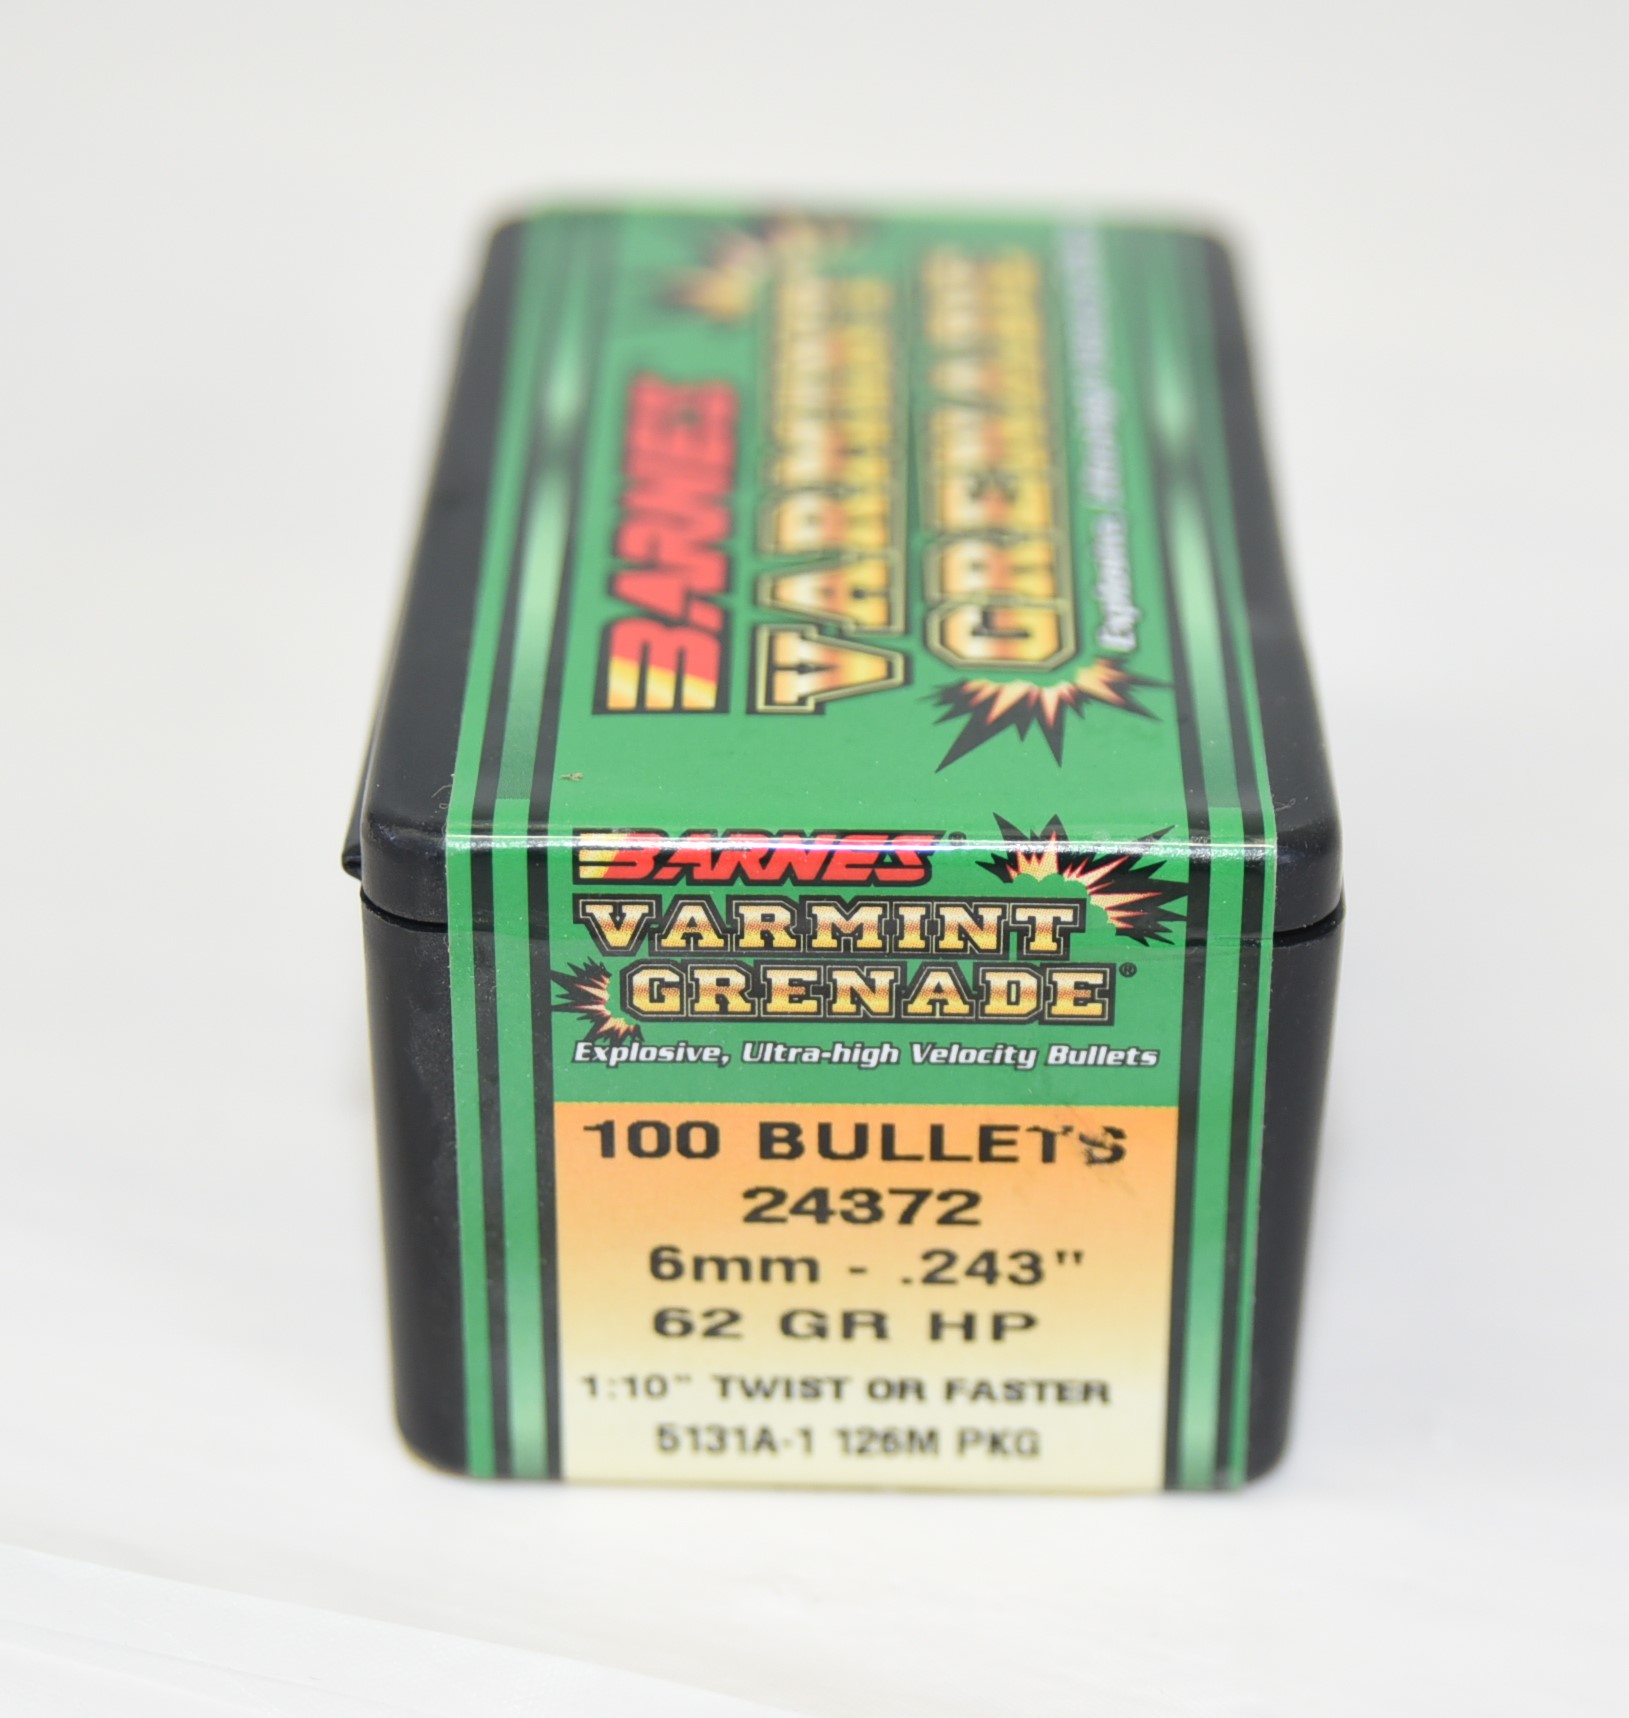 BARNES
VARMINT
GRENADE
BARNES®
VARMINT
GRENADE®
Explosive, Ultra-high Velocity Bullets
100 BULLETS
24372
6mm - .243"
62 GR HP
1:10" TWIST OR FASTER
5131A-1 126M PKG